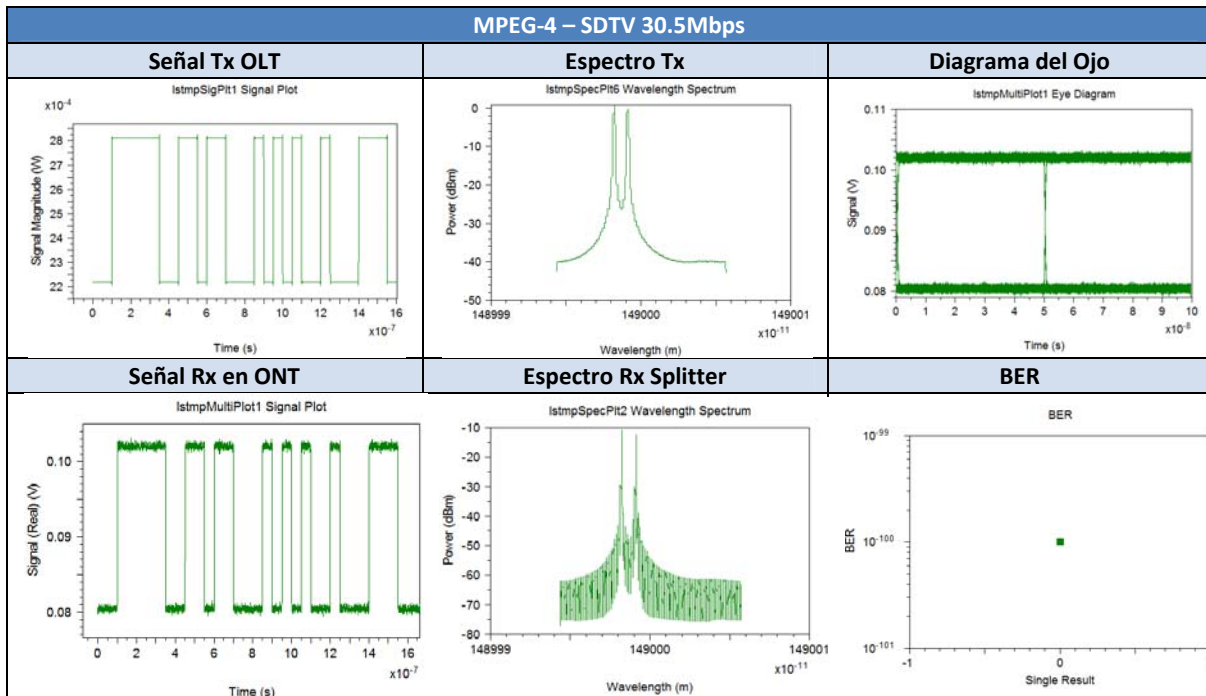 MPEG-4 – SDTV 30.5Mbps
Señal Tx OLT
Espectro Tx
Diagrama del Ojo
lstmpSigPlt1 Signal Plot
x10⁻⁴
Signal Magnitude (W)
28
27
26
25
24
23
22
0 2 4 6 8 10 12 14 16
x10⁻⁷
Time (s)
lstmpSpecPlt6 Wavelength Spectrum
Power (dBm)
0
-10
-20
-30
-40
-50
148999 149000 149001
x10⁻¹¹
Wavelength (m)
lstmpMultiPlot1 Eye Diagram
Signal (V)
0.11
0.10
0.09
0.08
0 1 2 3 4 5 6 7 8 9 10
x10⁻⁸
Time (s)
Señal Rx en ONT
Espectro Rx Splitter
BER
lstmpMultiPlot1 Signal Plot
Signal (Real) (V)
0.10
0.09
0.08
0 2 4 6 8 10 12 14 16
x10⁻⁷
Time (s)
lstmpSpecPlt2 Wavelength Spectrum
Power (dBm)
-10
-20
-30
-40
-50
-60
-70
-80
148999 149000 149001
x10⁻¹¹
Wavelength (m)
BER
BER
10⁻⁹⁹
10⁻¹⁰⁰
10⁻¹⁰¹
-1 0
Single Result